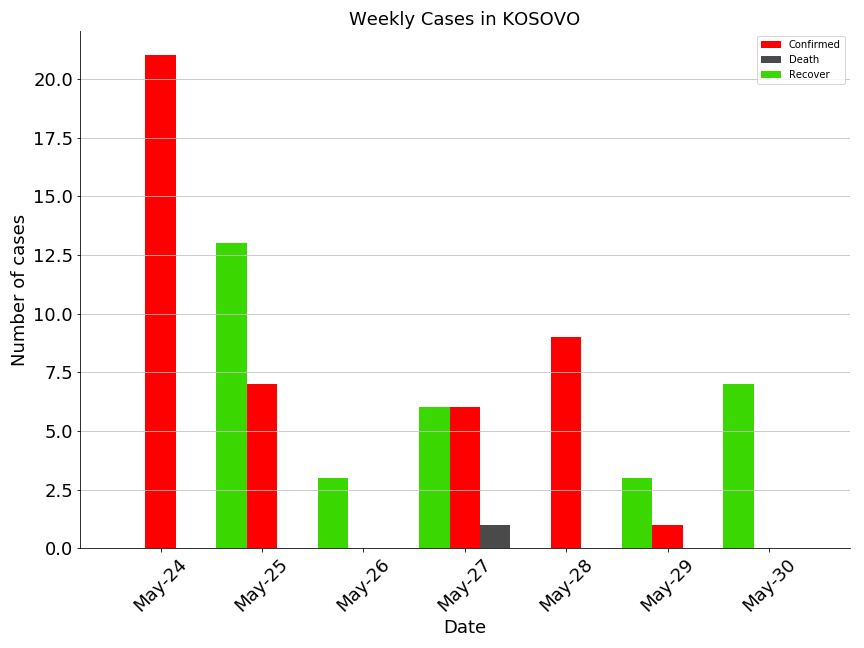 Weekly Cases in KOSOVO
Confirmed
Death
Recover
Number of cases
20.0
17.5
15.0
12.5
10.0
7.5
5.0
2.5
0.0
May-24
May-25
May-26
May-27
May-28
May-29
May-30
Date